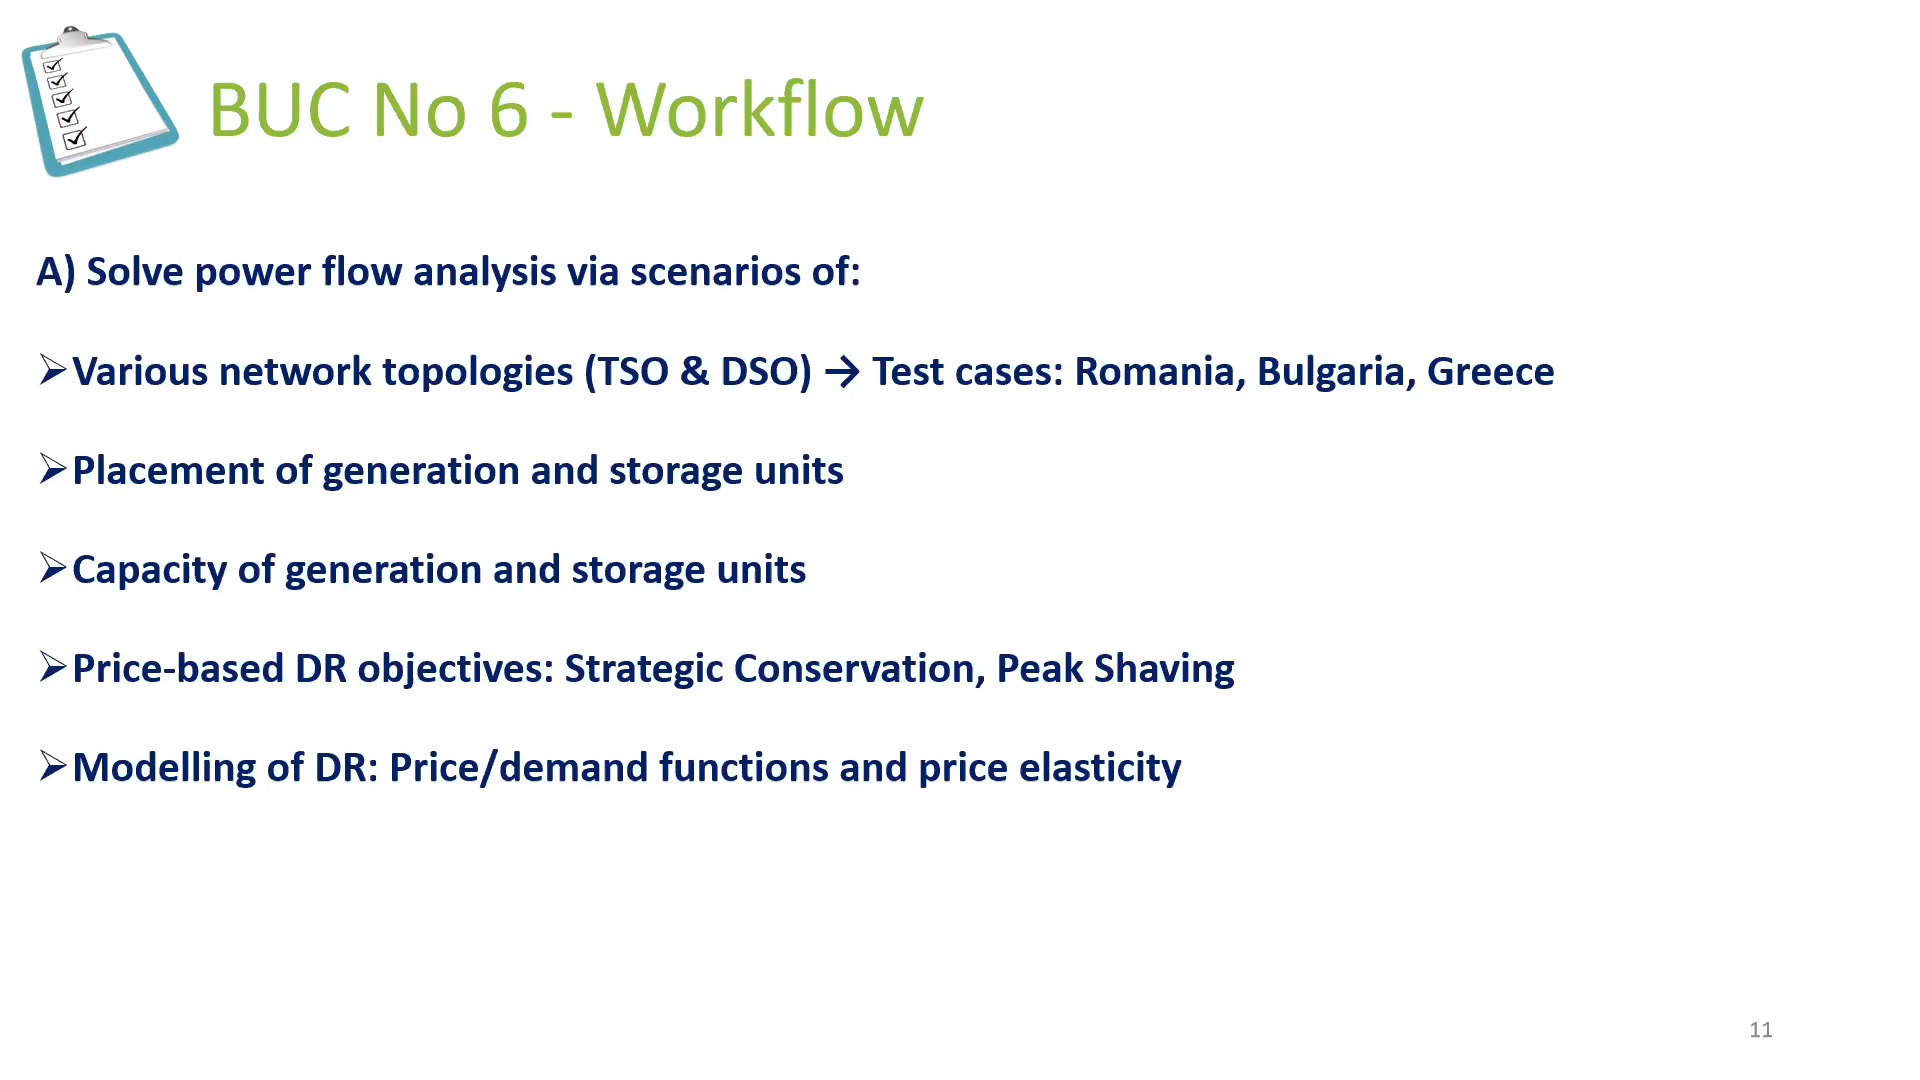 BUC No 6 - Workflow
A) Solve power flow analysis via scenarios of:
➢Various network topologies (TSO & DSO) → Test cases: Romania, Bulgaria, Greece
➢Placement of generation and storage units
➢Capacity of generation and storage units
➢Price-based DR objectives: Strategic Conservation, Peak Shaving
➢Modelling of DR: Price/demand functions and price elasticity
11